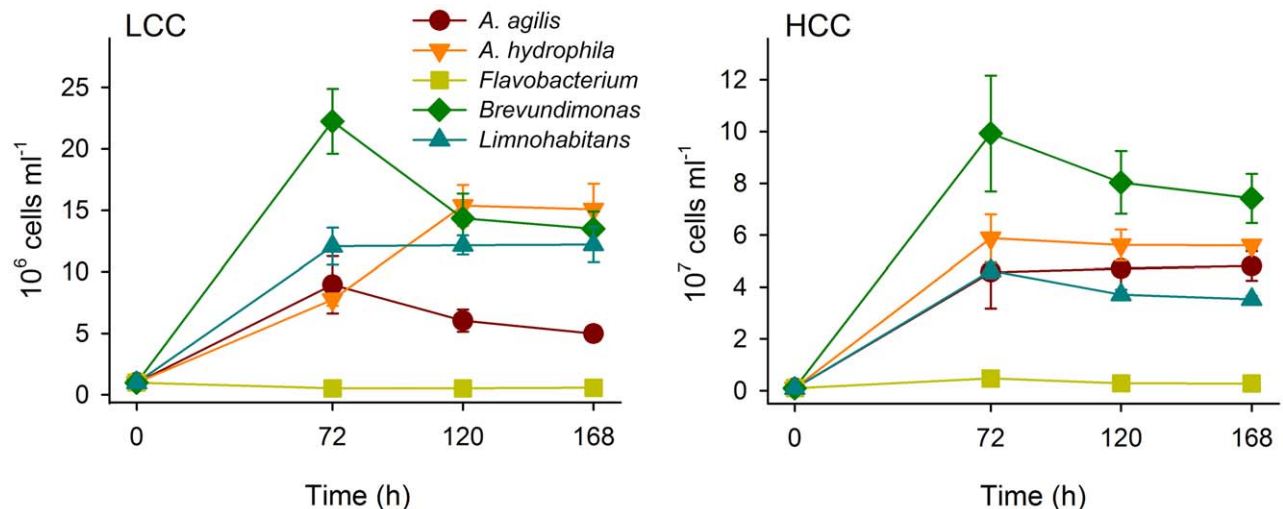 LCC
A. agilis
A. hydrophila
Flavobacterium
Brevundimonas
Limnohabitans
10⁶ cells ml⁻¹
25
20
15
10
5
0
0 72 120 168
Time (h)
HCC
10⁷ cells ml⁻¹
12
10
8
6
4
2
0
0 72 120 168
Time (h)